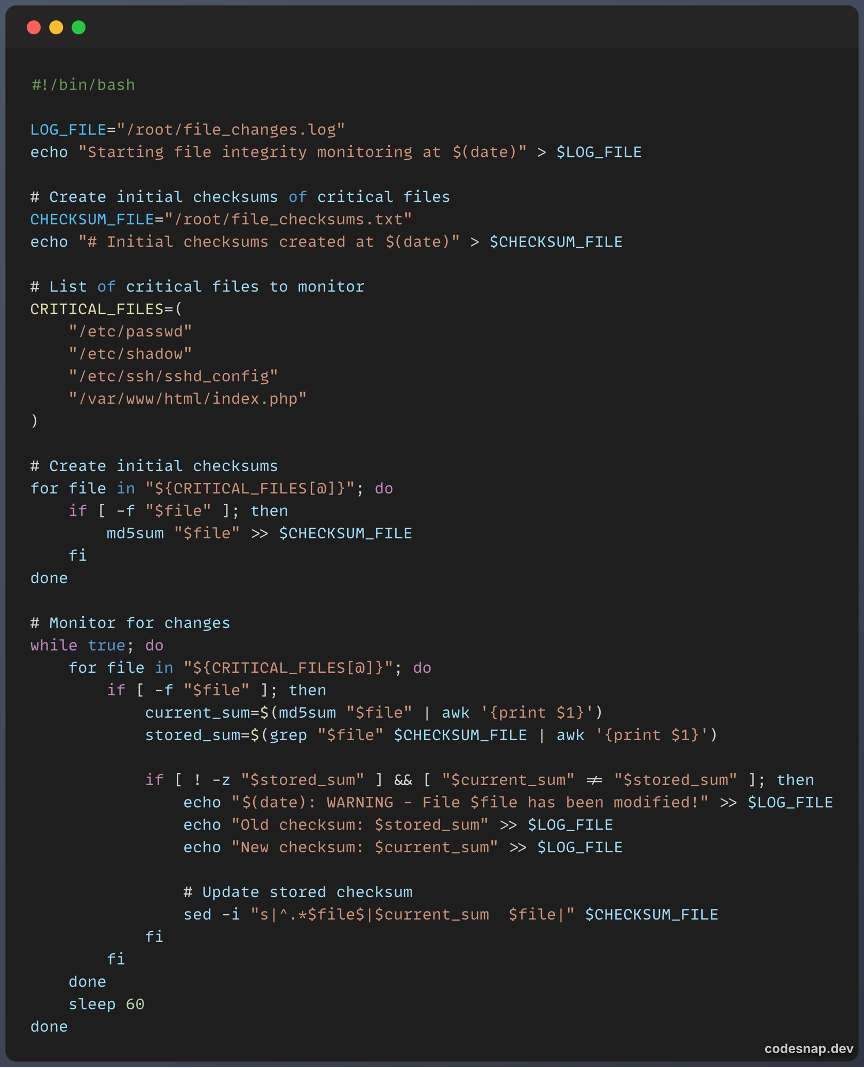 #!/bin/bash

LOG_FILE="/root/file_changes.log"
echo "Starting file integrity monitoring at $(date)" > $LOG_FILE

# Create initial checksums of critical files
CHECKSUM_FILE="/root/file_checksums.txt"
echo "# Initial checksums created at $(date)" > $CHECKSUM_FILE

# List of critical files to monitor
CRITICAL_FILES=(
    "/etc/passwd"
    "/etc/shadow"
    "/etc/ssh/sshd_config"
    "/var/www/html/index.php"
)

# Create initial checksums
for file in "${CRITICAL_FILES[@]}"; do
    if [ -f "$file" ]; then
        md5sum "$file" >> $CHECKSUM_FILE
    fi
done

# Monitor for changes
while true; do
    for file in "${CRITICAL_FILES[@]}"; do
        if [ -f "$file" ]; then
            current_sum=$(md5sum "$file" | awk '{print $1}')
            stored_sum=$(grep "$file" $CHECKSUM_FILE | awk '{print $1}')

            if [ ! -z "$stored_sum" ] && [ "$current_sum" != "$stored_sum" ]; then
                echo "$(date): WARNING - File $file has been modified!" >> $LOG_FILE
                echo "Old checksum: $stored_sum" >> $LOG_FILE
                echo "New checksum: $current_sum" >> $LOG_FILE

                # Update stored checksum
                sed -i "s|^.*$file$|$current_sum  $file|" $CHECKSUM_FILE
            fi
        fi
    done
    sleep 60
done
codesnap.dev